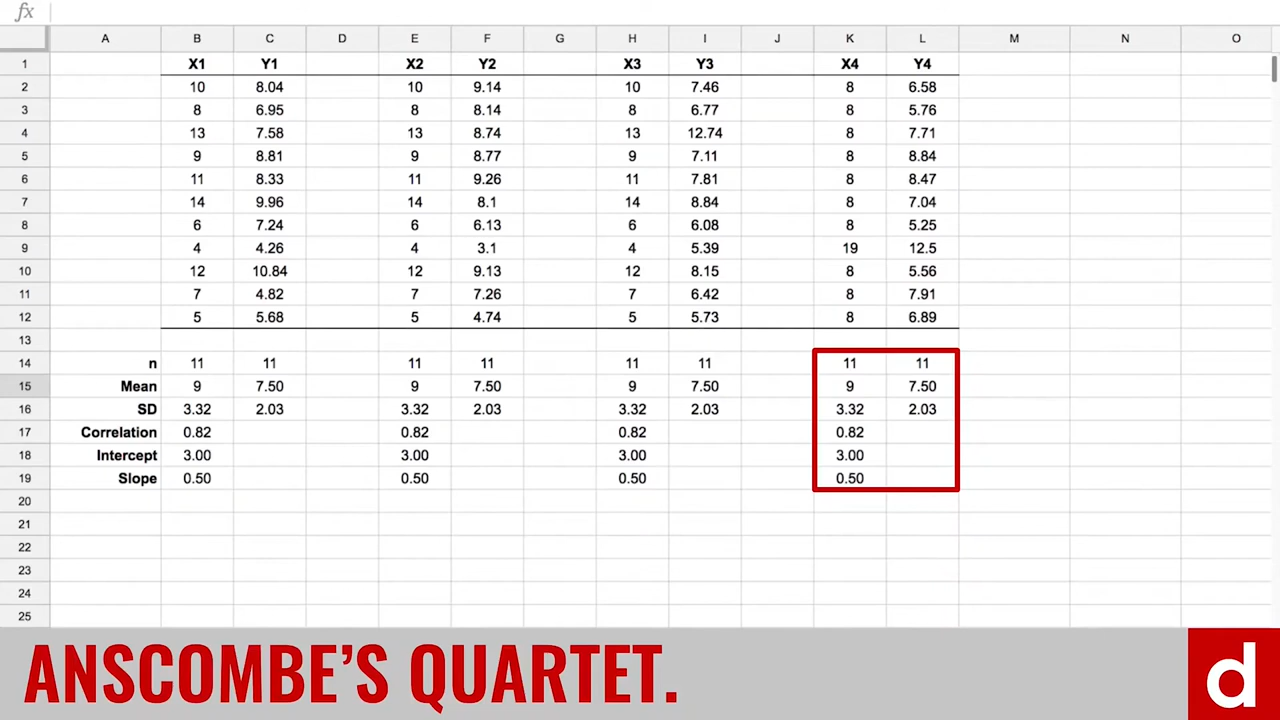 fx
A B C D E F G H I J K L M N O
1 X1 Y1 X2 Y2 X3 Y3 X4 Y4
2 10 8.04 10 9.14 10 7.46 8 6.58
3 8 6.95 8 8.14 8 6.77 8 5.76
4 13 7.58 13 8.74 13 12.74 8 7.71
5 9 8.81 9 8.77 9 7.11 8 8.84
6 11 8.33 11 9.26 11 7.81 8 8.47
7 14 9.96 14 8.1 14 8.84 8 7.04
8 6 7.24 6 6.13 6 6.08 8 5.25
9 4 4.26 4 3.1 4 5.39 19 12.5
10 12 10.84 12 9.13 12 8.15 8 5.56
11 7 4.82 7 7.26 7 6.42 8 7.91
12 5 5.68 5 4.74 5 5.73 8 6.89
13
14 n 11 11 11 11 11 11 11 11
15 Mean 9 7.50 9 7.50 9 7.50 9 7.50
16 SD 3.32 2.03 3.32 2.03 3.32 2.03 3.32 2.03
17 Correlation 0.82 0.82 0.82 0.82
18 Intercept 3.00 3.00 3.00 3.00
19 Slope 0.50 0.50 0.50 0.50
20
21
22
23
24
25
ANSCOMBE’S QUARTET.
d